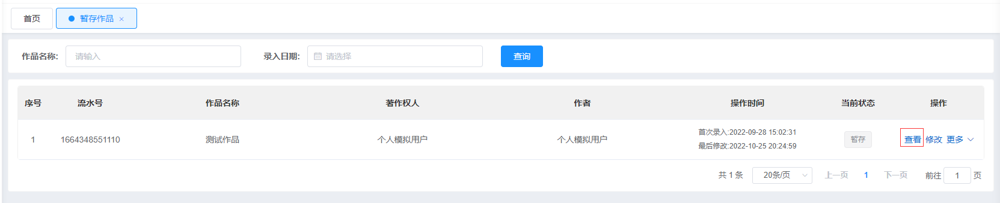 首页 暂存作品 ×
作品名称: 请输入 录入日期: 请选择 查询
序号 流水号 作品名称 著作权人 作者 操作时间 当前状态 操作
1 1664348551110 测试作品 个人模拟用户 个人模拟用户 首次录入:2022-09-28 15:02:31 暂存 查看 修改 更多
最后修改:2022-10-25 20:24:59
共 1 条 20条/页 上一页 1 下一页 前往 1 页